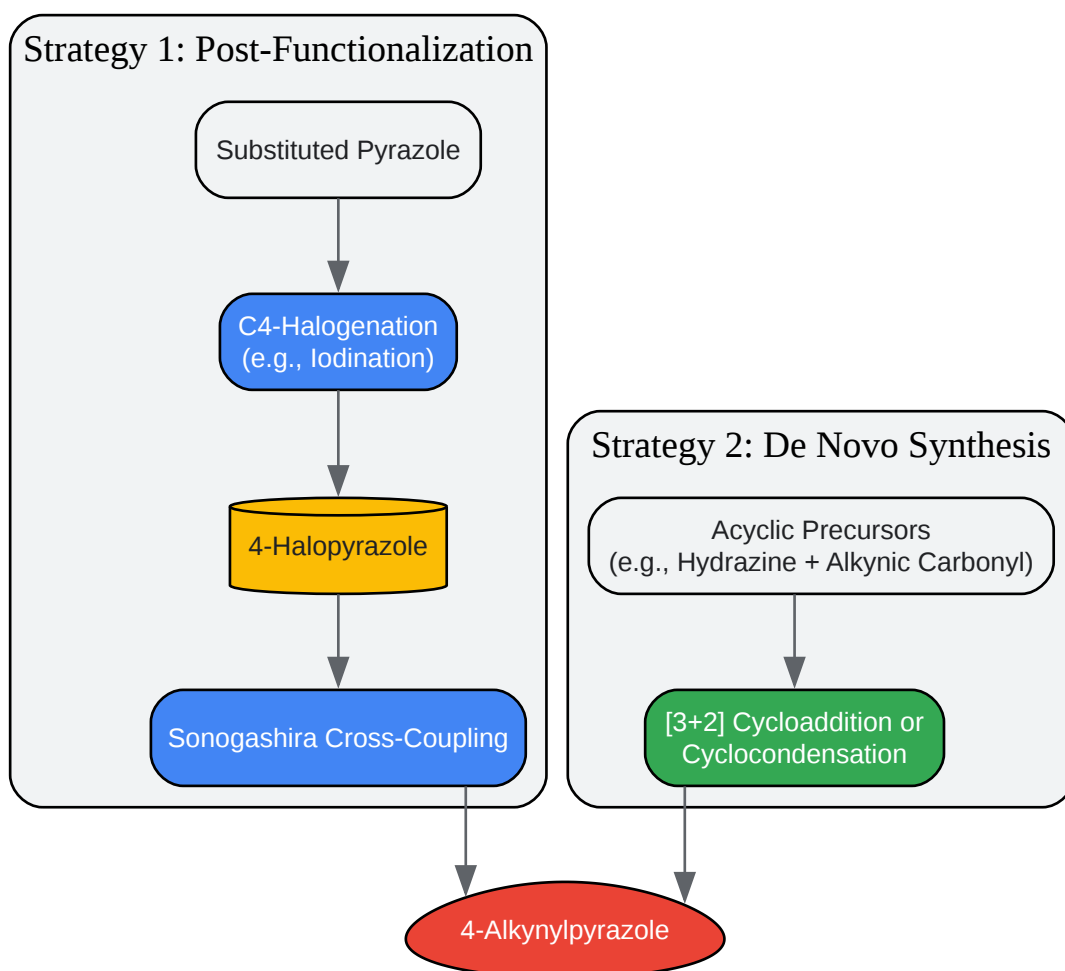 Strategy 1: Post-Functionalization
Substituted Pyrazole
C4-Halogenation
(e.g., Iodination)
4-Halopyrazole
Sonogashira Cross-Coupling
Strategy 2: De Novo Synthesis
Acyclic Precursors
(e.g., Hydrazine + Alkynic Carbonyl)
[3+2] Cycloaddition or
Cyclocondensation
4-Alkynylpyrazole